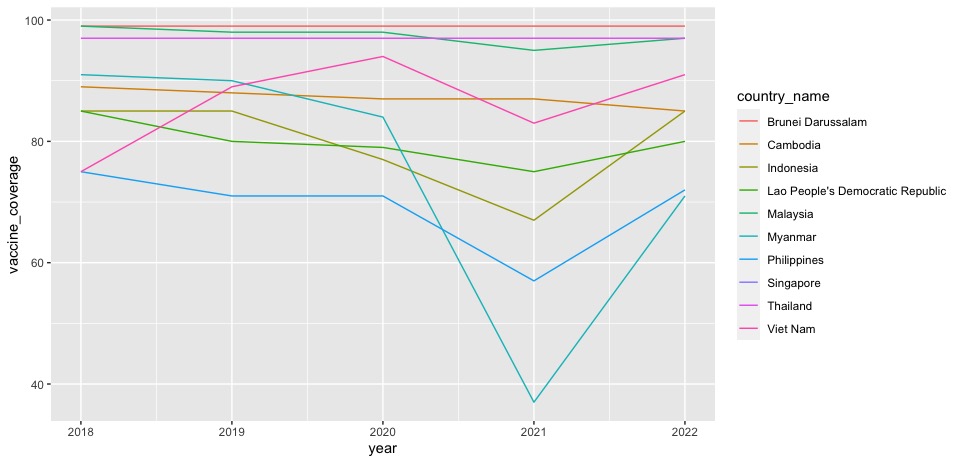 100
80
60
40
vaccine_coverage
2018 2019 2020 2021 2022
year
country_name
Brunei Darussalam
Cambodia
Indonesia
Lao People's Democratic Republic
Malaysia
Myanmar
Philippines
Singapore
Thailand
Viet Nam